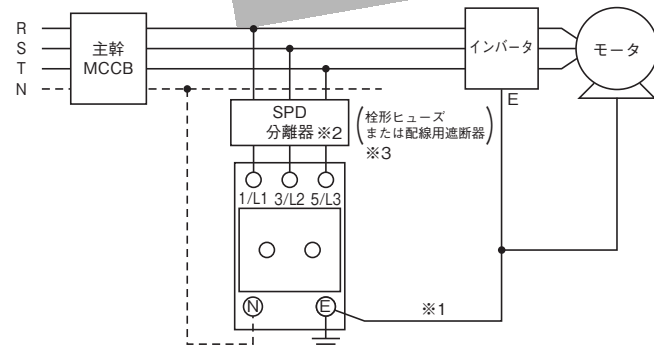 R
S
T
N
主幹
MCCB
インバータ
モータ
E
SPD
分離器 ※2
(栓形ヒューズ
または配線用遮断器)
※3
1/L1 3/L2 5/L3
N
E
※1